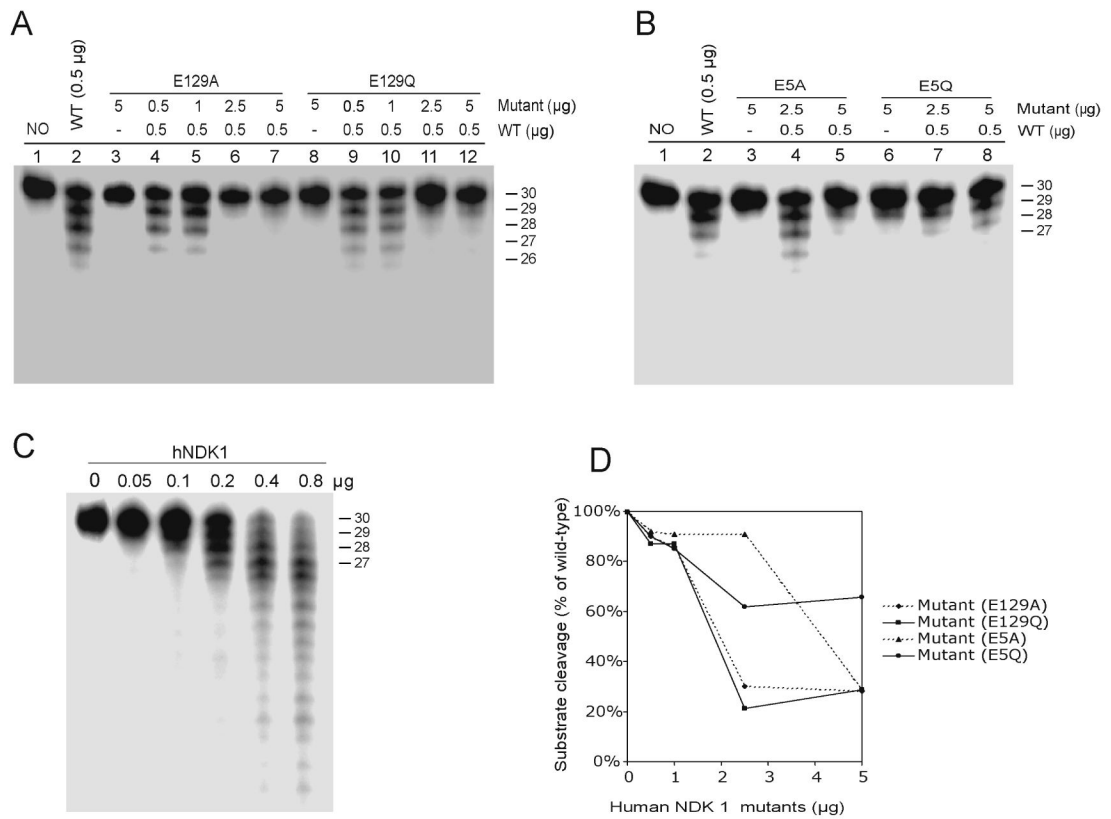 A
WT (0.5 µg)
E129A
E129Q
5 0.5 1 2.5 5 5 0.5 1 2.5 5 Mutant (µg)
NO - 0.5 0.5 0.5 0.5 - 0.5 0.5 0.5 0.5 WT (µg)
1 2 3 4 5 6 7 8 9 10 11 12
30
29
28
27
26
B
WT (0.5 µg)
E5A
E5Q
5 2.5 5 5 2.5 5 Mutant (µg)
NO - 0.5 0.5 - 0.5 0.5 WT (µg)
1 2 3 4 5 6 7 8
30
29
28
27
C
hNDK1
0 0.05 0.1 0.2 0.4 0.8 µg
30
29
28
27
D
Substrate cleavage (% of wild-type)
100%
80%
60%
40%
20%
0%
0 1 2 3 4 5
Human NDK 1 mutants (µg)
Mutant (E129A)
Mutant (E129Q)
Mutant (E5A)
Mutant (E5Q)